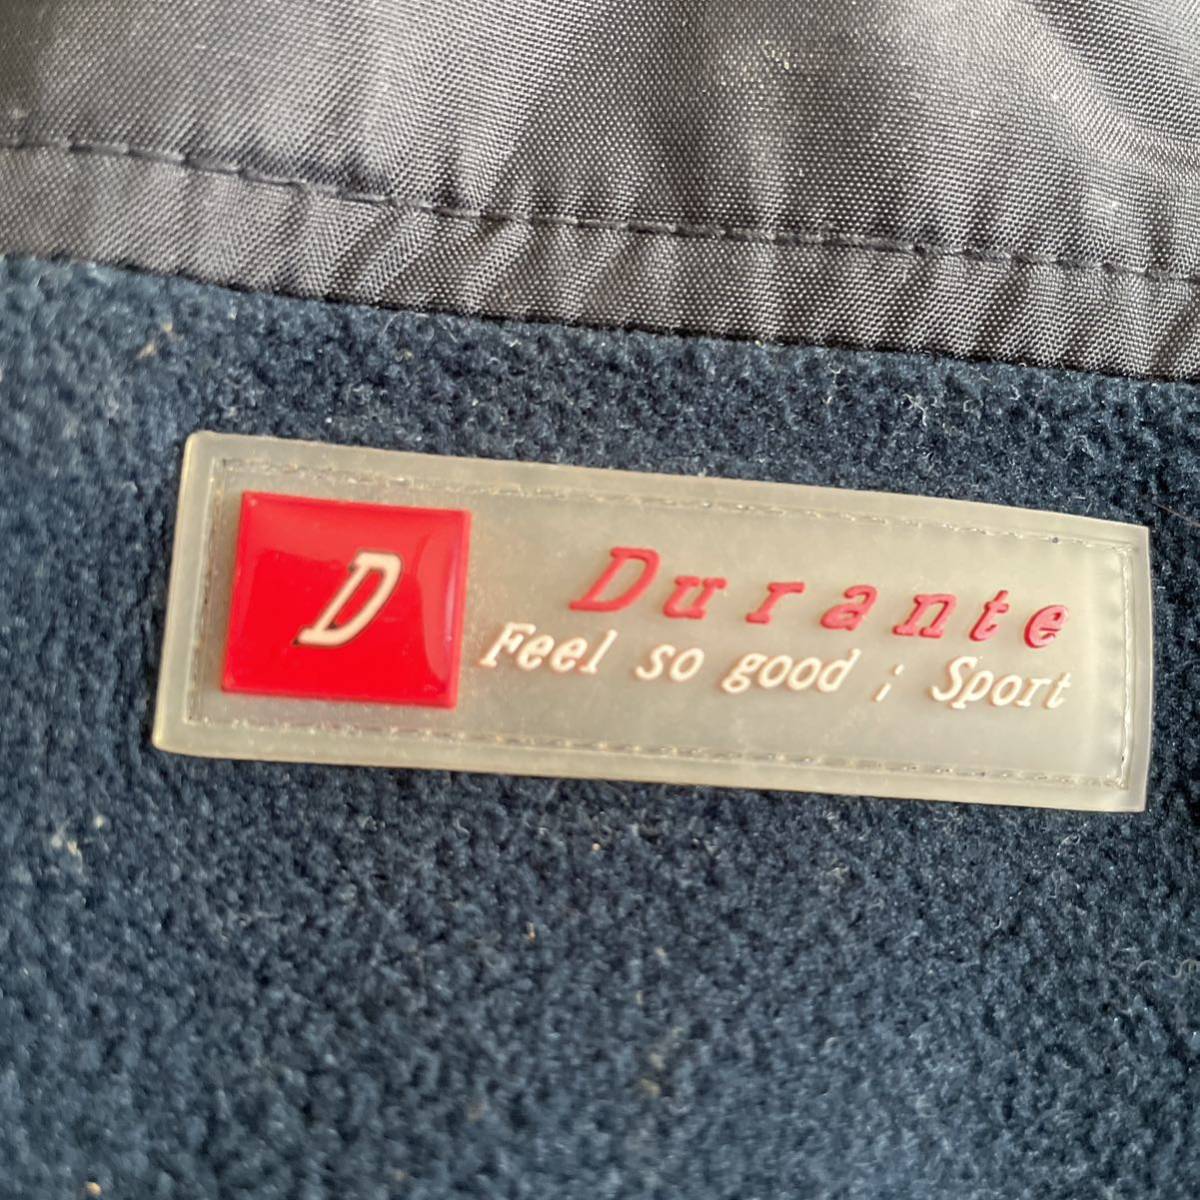 D
Durante
Feel so good ; Sport